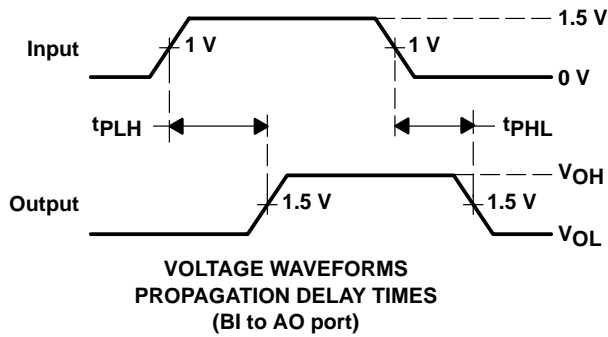 1.5 V
Input
1 V
1 V
0 V
tPLH
tPHL
VOH
Output
1.5 V
1.5 V
VOL
VOLTAGE WAVEFORMS
PROPAGATION DELAY TIMES
(BI to AO port)